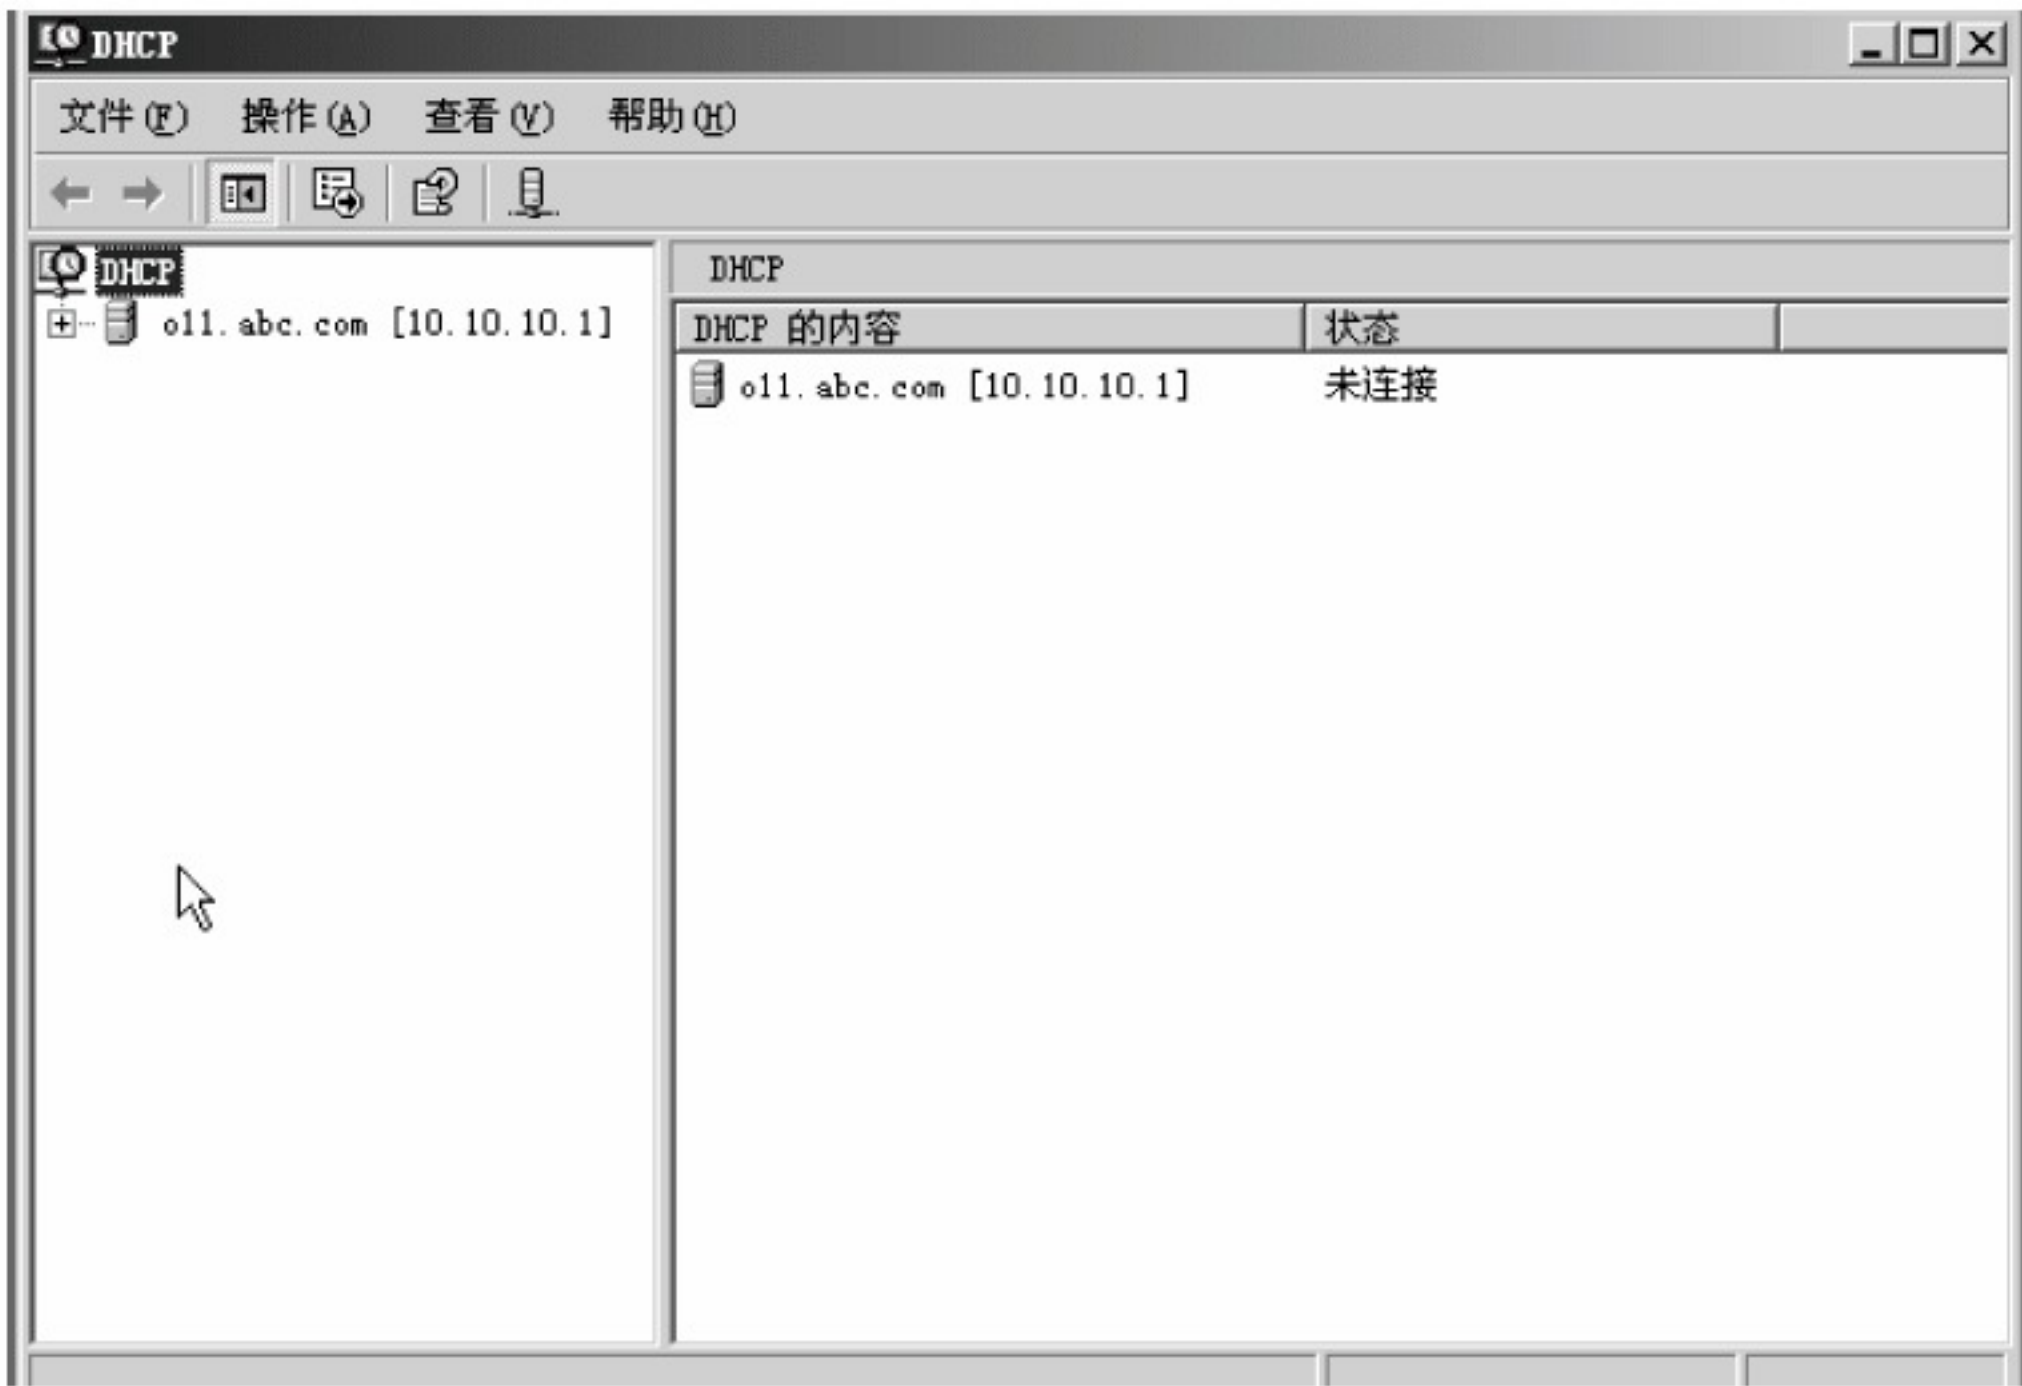 DHCP
文件(F) 操作(A) 查看(V) 帮助(H)
DHCP
o11.abc.com [10.10.10.1]
DHCP
DHCP 的内容 状态
o11.abc.com [10.10.10.1] 未连接